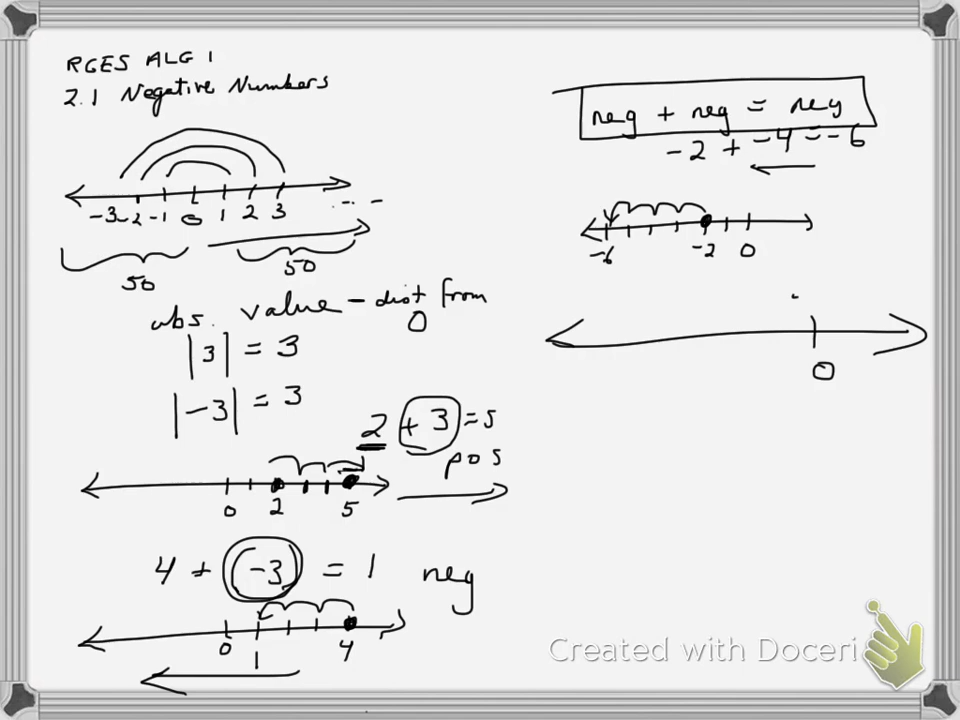 RGES ALG 1
2.1 Negative Numbers
-3 -2 -1 0 1 2 3 . - -
50 50
abs. value - dist from 0
|3| = 3
|-3| = 3
2 + 3 = 5
pos
0 2 5
4 + -3 = 1 neg
0 1 4
neg + neg = neg
-2 + -4 = -6
-6 -2 0
0
Created with Doceri